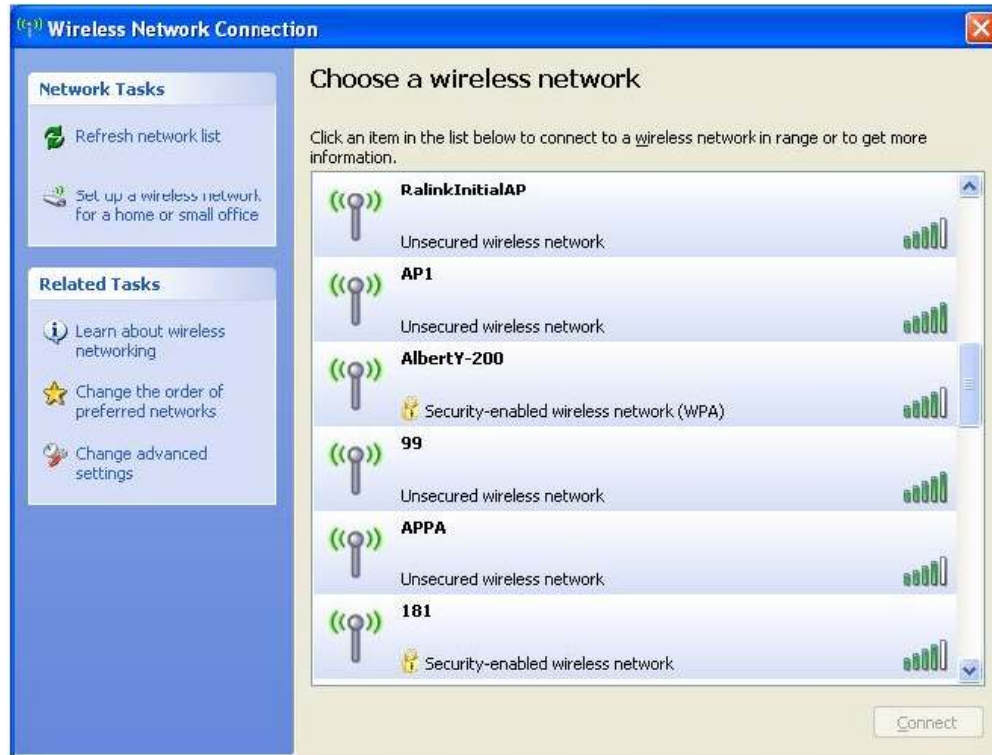 Wireless Network Connection
Network Tasks
Refresh network list
Set up a wireless network
for a home or small office
Related Tasks
Learn about wireless
networking
Change the order of
preferred networks
Change advanced
settings
Choose a wireless network
Click an item in the list below to connect to a wireless network in range or to get more
information.
RalinkInitialAP
Unsecured wireless network
AP1
Unsecured wireless network
AlbertY-200
Security-enabled wireless network (WPA)
99
Unsecured wireless network
APPA
Unsecured wireless network
181
Security-enabled wireless network
Connect